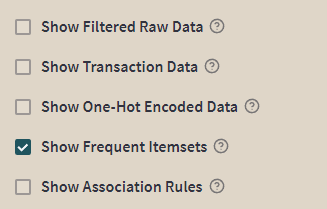 Show Filtered Raw Data
Show Transaction Data
Show One-Hot Encoded Data
Show Frequent Itemsets
Show Association Rules